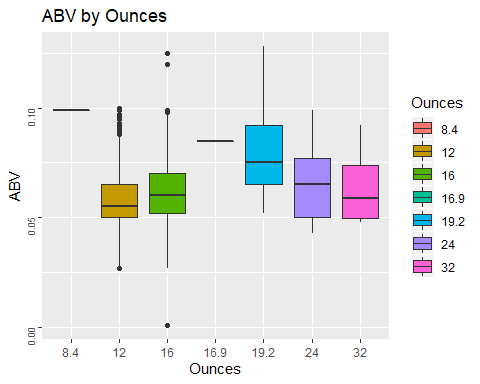 ABV by Ounces
ABV
0.10
0.05
0.00
8.4 12 16 16.9 19.2 24 32
Ounces
Ounces
8.4
12
16
16.9
19.2
24
32